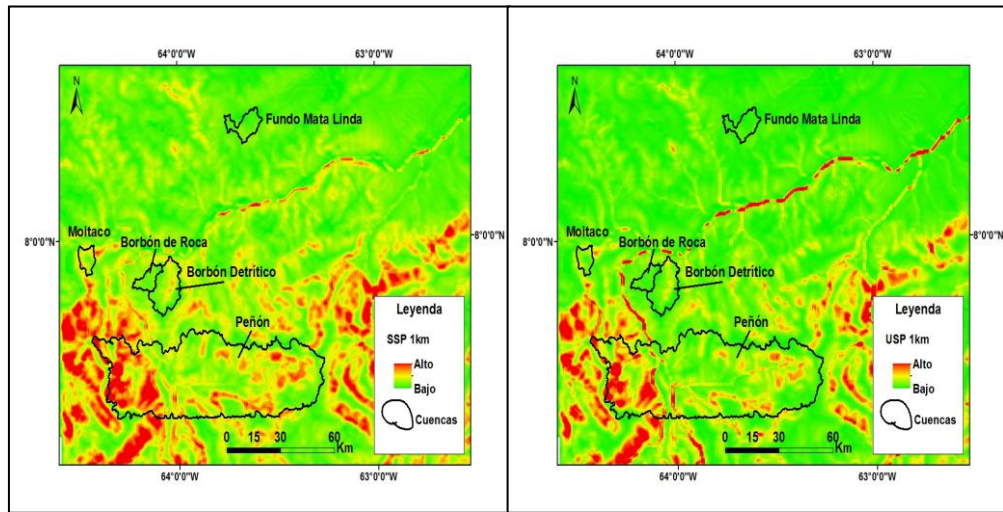 64°0'0"W
63°0'0"W
N
Fundo Mata Linda
Moitaco
8°0'0"N
8°0'0"N
Borbón de Roca
Borbón Detrítico
Peñón
Leyenda
SSP 1km
Alto
Bajo
Cuencas
0 15 30 60
Km
64°0'0"W
63°0'0"W
64°0'0"W
63°0'0"W
N
Fundo Mata Linda
Moitaco
8°0'0"N
8°0'0"N
Borbón de Roca
Borbón Detrítico
Peñón
Leyenda
USP 1km
Alto
Bajo
Cuencas
0 15 30 60
Km
64°0'0"W
63°0'0"W